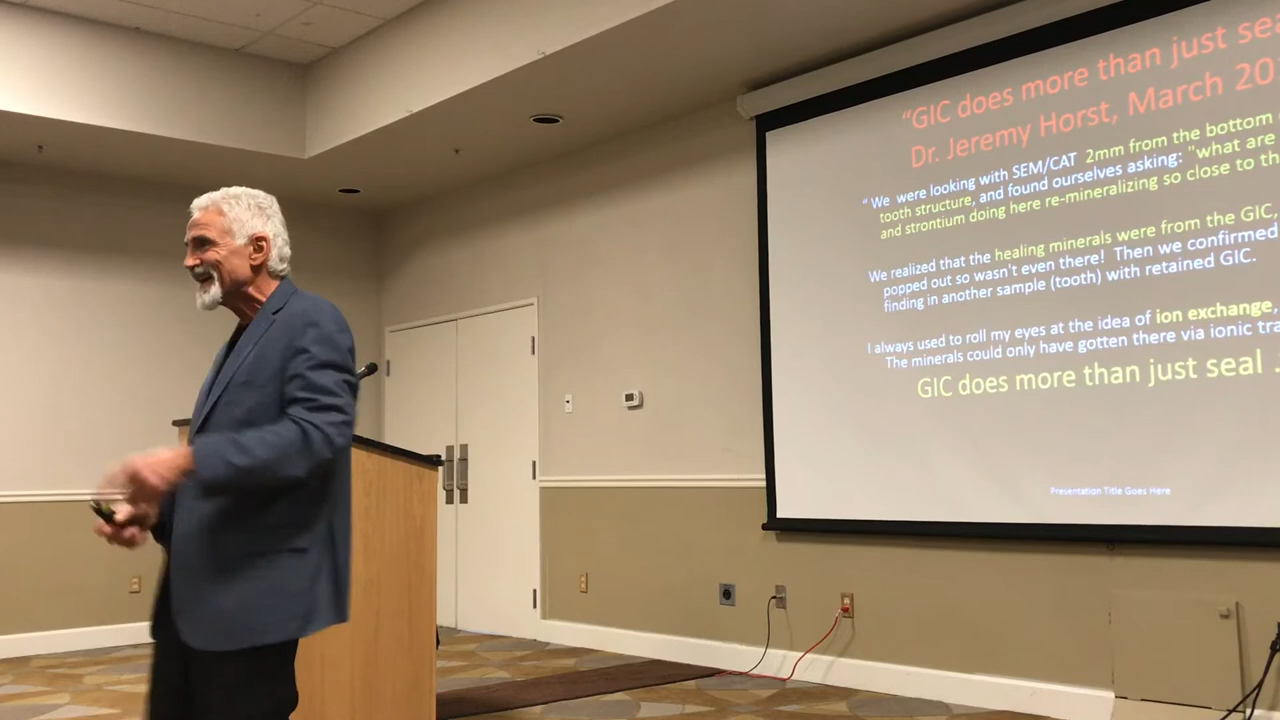 “GIC does more than just
Dr. Jeremy Horst, March
“ We were looking with SEM/CAT 2mm from the bottom
tooth structure, and found ourselves asking: "what are
and strontium doing here re-mineralizing so close to
We realized that the healing minerals were from the GIC,
popped out so wasn't even there! Then we confirmed
finding in another sample (tooth) with retained GIC.
I always used to roll my eyes at the idea of ion exchange,
The minerals could only have gotten there via ionic
GIC does more than just seal .
Presentation Title Goes Here